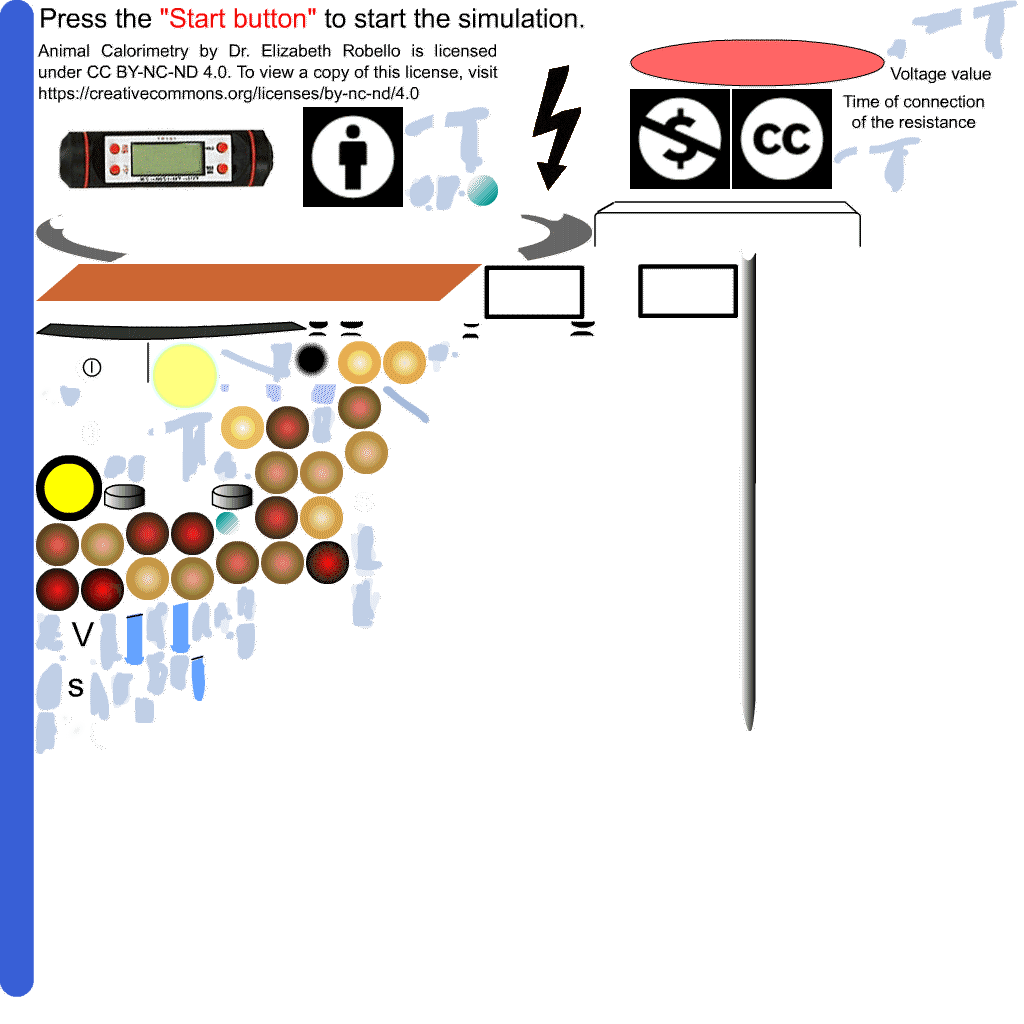 Press the "Start button" to start the simulation.
Animal Calorimetry by Dr. Elizabeth Robello is licensed
under CC BY-NC-ND 4.0. To view a copy of this license, visit
https://creativecommons.org/licenses/by-nc-nd/4.0
Voltage value
Time of connection
of the resistance
CC
$
V
s